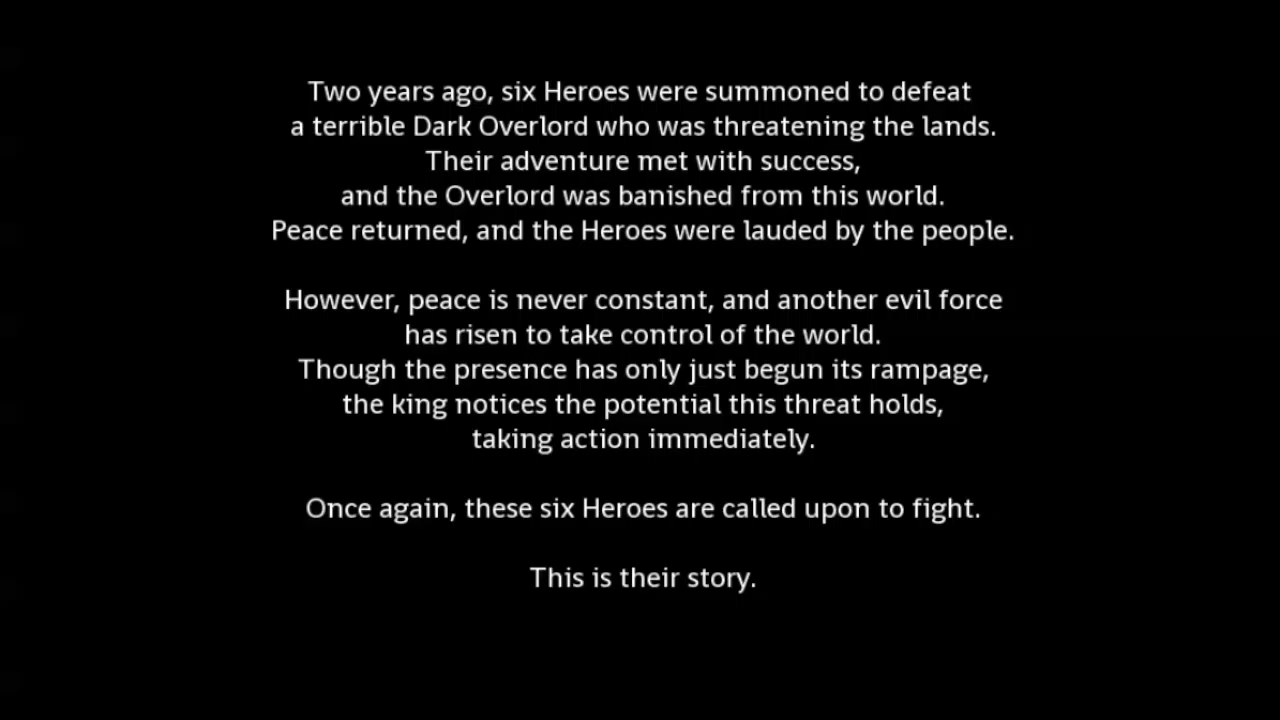 Two years ago, six Heroes were summoned to defeat
a terrible Dark Overlord who was threatening the lands.
Their adventure met with success,
and the Overlord was banished from this world.
Peace returned, and the Heroes were lauded by the people.
However, peace is never constant, and another evil force
has risen to take control of the world.
Though the presence has only just begun its rampage,
the king notices the potential this threat holds,
taking action immediately.
Once again, these six Heroes are called upon to fight.
This is their story.